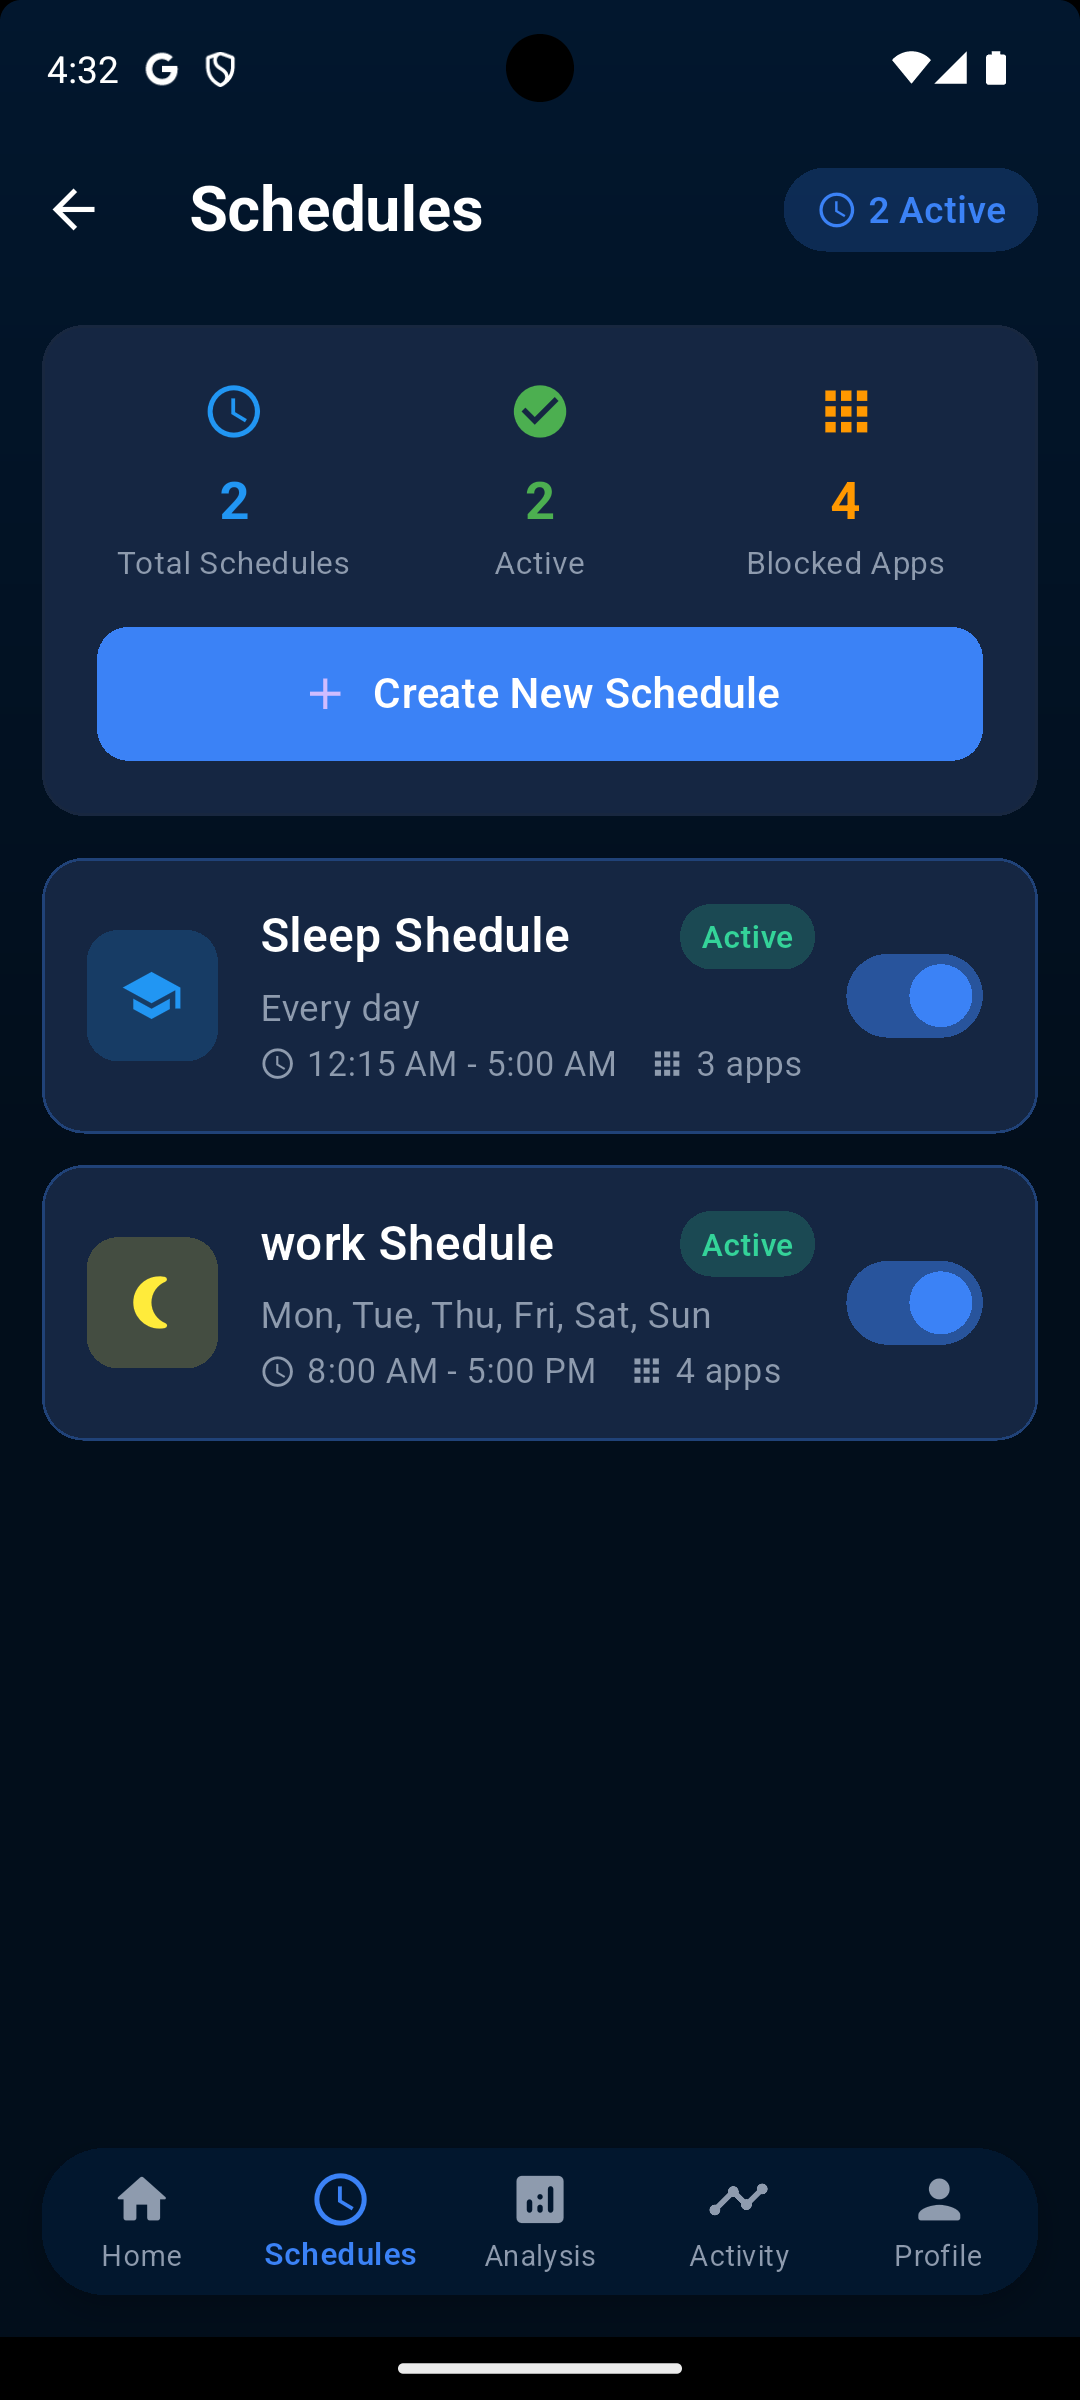 4:32
Schedules
2 Active
2
Total Schedules
2
Active
4
Blocked Apps
Create New Schedule
Sleep Shedule
Active
Every day
12:15 AM - 5:00 AM
3 apps
work Shedule
Active
Mon, Tue, Thu, Fri, Sat, Sun
8:00 AM - 5:00 PM
4 apps
Home
Schedules
Analysis
Activity
Profile